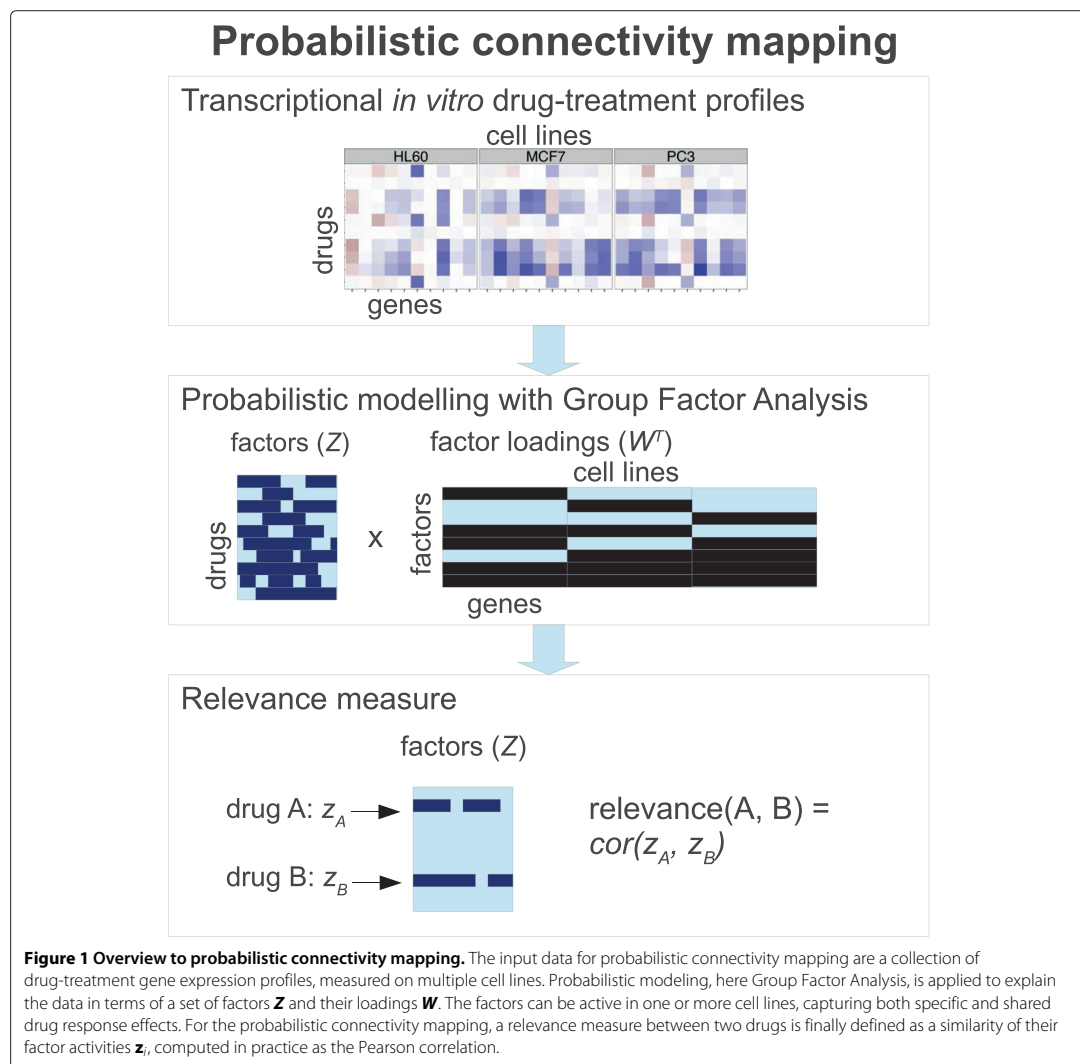 Probabilistic connectivity mapping
Transcriptional in vitro drug-treatment profiles
cell lines
HL60 MCF7 PC3
drugs
genes
Probabilistic modelling with Group Factor Analysis
factors (Z) factor loadings (Wᵀ)
cell lines
drugs x factors
genes
Relevance measure
factors (Z)
drug A: z_A
relevance(A, B) =
cor(z_A, z_B)
drug B: z_B
Figure 1 Overview to probabilistic connectivity mapping. The input data for probabilistic connectivity mapping are a collection of
drug-treatment gene expression profiles, measured on multiple cell lines. Probabilistic modeling, here Group Factor Analysis, is applied to explain
the data in terms of a set of factors Z and their loadings W. The factors can be active in one or more cell lines, capturing both specific and shared
drug response effects. For the probabilistic connectivity mapping, a relevance measure between two drugs is finally defined as a similarity of their
factor activities zᵢ, computed in practice as the Pearson correlation.